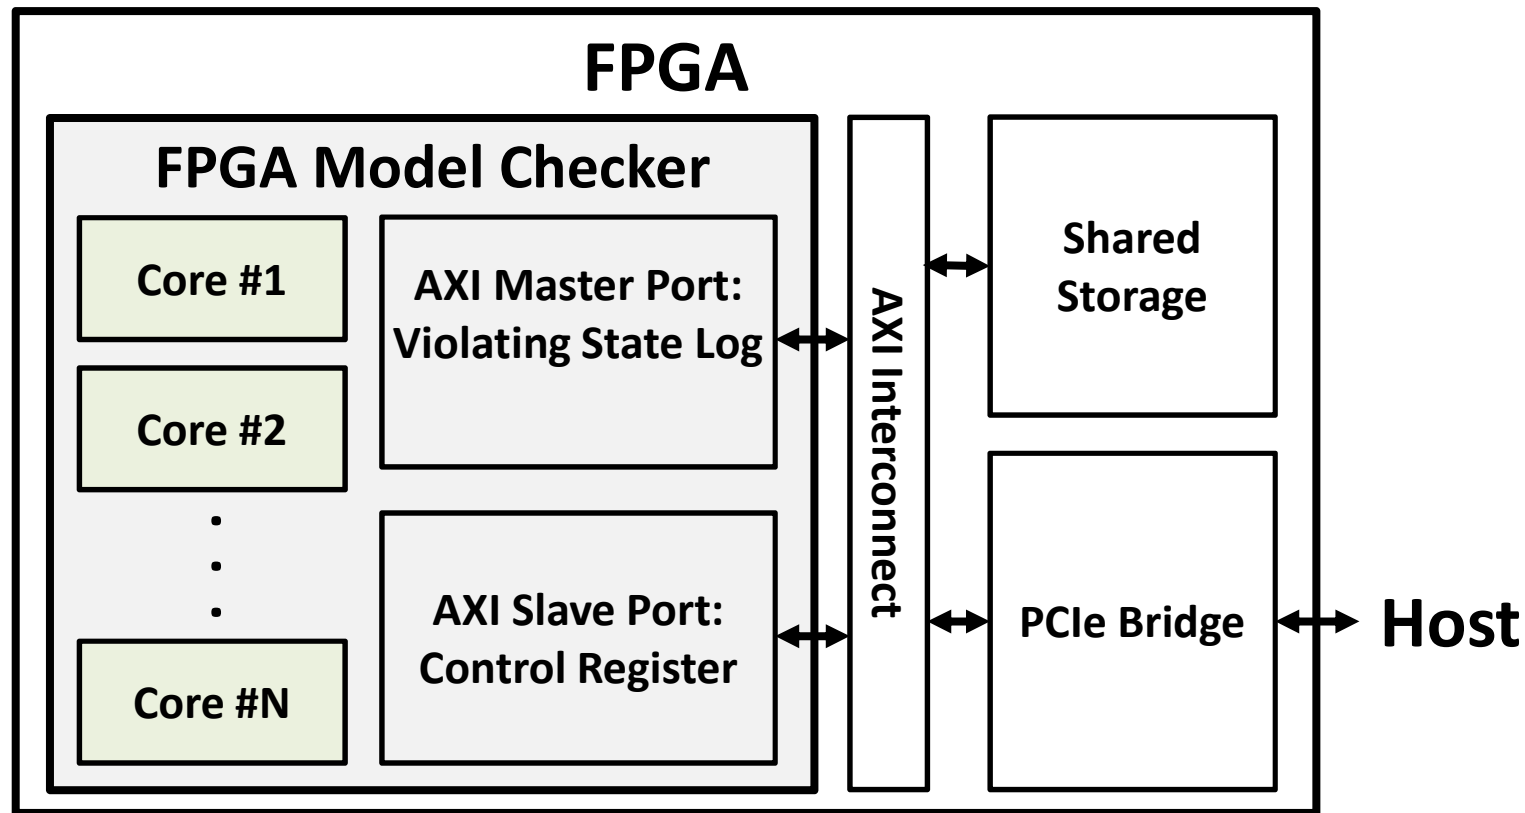 FPGA
FPGA Model Checker
Core #1
Core #2
.
.
.
Core #N
AXI Master Port:
Violating State Log
AXI Slave Port:
Control Register
AXI Interconnect
Shared
Storage
PCIe Bridge
Host